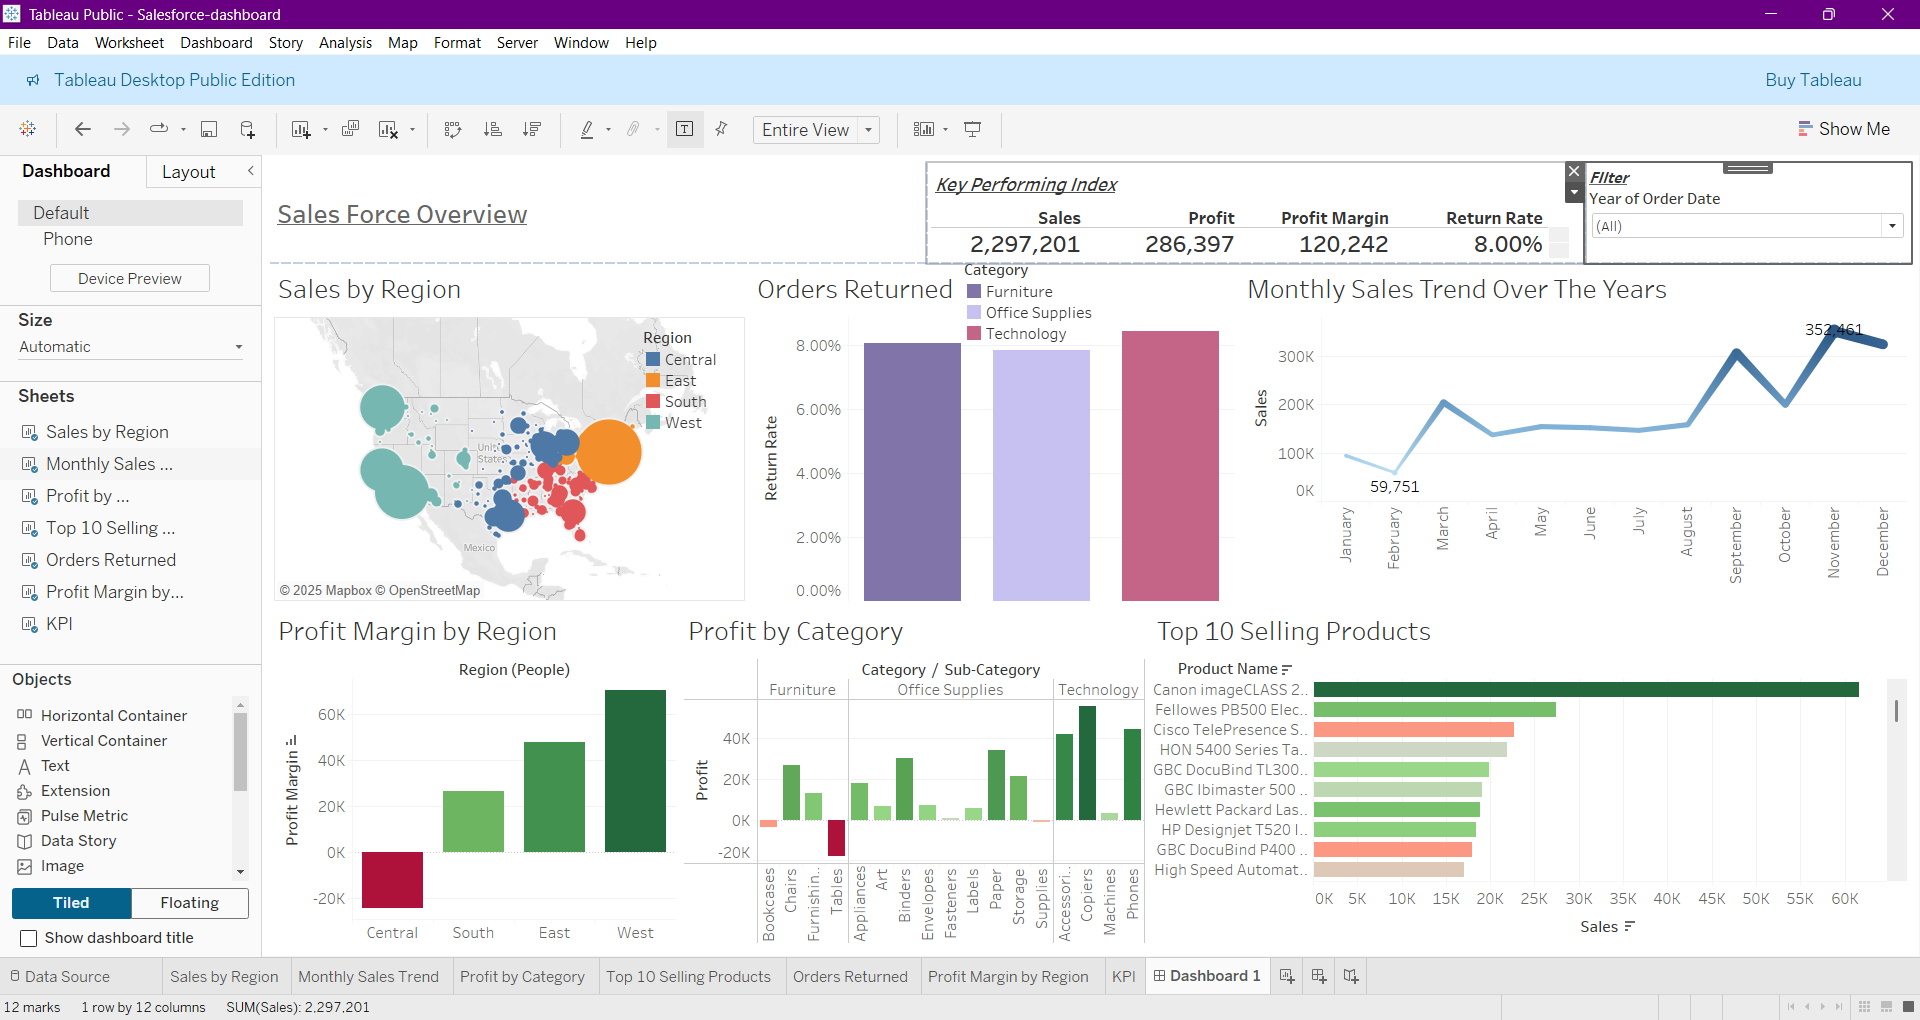 Tableau Public - Salesforce-dashboard
File Data Worksheet Dashboard Story Analysis Map Format Server Window Help
Tableau Desktop Public Edition
Buy Tableau
Entire View
Show Me
Dashboard Layout
Default
Phone
Device Preview
Size
Automatic
Sheets
Sales by Region
Monthly Sales ...
Profit by ...
Top 10 Selling ...
Orders Returned
Profit Margin by...
KPI
Objects
Horizontal Container
Vertical Container
Text
Extension
Pulse Metric
Data Story
Image
Tiled Floating
Show dashboard title
Sales Force Overview
Key Performing Index
Sales Profit Profit Margin Return Rate
2,297,201 286,397 120,242 8.00%
Filter
Year of Order Date
(All)
Sales by Region
Region
Central
East
South
West
United
States
Mexico
© 2025 Mapbox © OpenStreetMap
Orders Returned
Category
Furniture
Office Supplies
Technology
Return Rate
8.00%
6.00%
4.00%
2.00%
0.00%
Monthly Sales Trend Over The Years
Sales
300K
200K
100K
0K
352,461
59,751
January
February
March
April
May
June
July
August
September
October
November
December
Profit Margin by Region
Region (People)
Profit Margin
60K
40K
20K
0K
-20K
Central South East West
Profit by Category
Category / Sub-Category
Furniture Office Supplies Technology
Profit
40K
20K
0K
-20K
Bookcases
Chairs
Furnishin..
Tables
Appliances
Art
Binders
Envelopes
Fasteners
Labels
Paper
Storage
Supplies
Accessori..
Copiers
Machines
Phones
Top 10 Selling Products
Product Name
Canon imageCLASS 2..
Fellowes PB500 Elec..
Cisco TelePresence S..
HON 5400 Series Ta..
GBC DocuBind TL300..
GBC Ibimaster 500 ..
Hewlett Packard Las..
HP Designjet T520 I..
GBC DocuBind P400 ..
High Speed Automat..
0K 5K 10K 15K 20K 25K 30K 35K 40K 45K 50K 55K 60K
Sales
Data Source Sales by Region Monthly Sales Trend Profit by Category Top 10 Selling Products Orders Returned Profit Margin by Region KPI Dashboard 1
12 marks 1 row by 12 columns SUM(Sales): 2,297,201